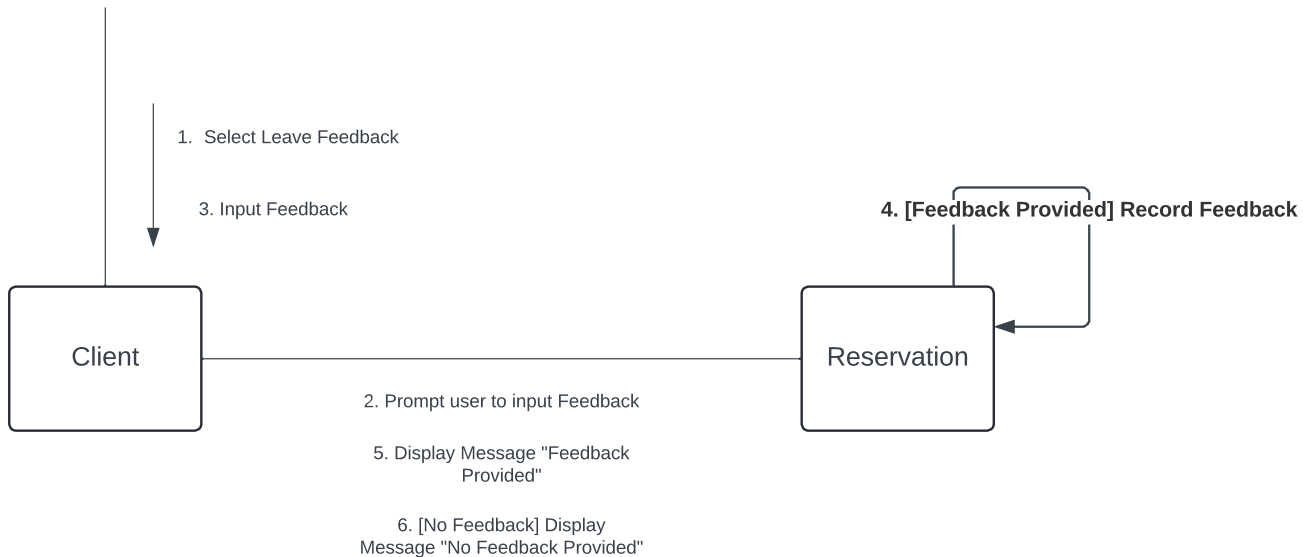 1. Select Leave Feedback
3. Input Feedback
4. [Feedback Provided] Record Feedback
Client
Reservation
2. Prompt user to input Feedback
5. Display Message "Feedback
Provided"
6. [No Feedback] Display
Message "No Feedback Provided"